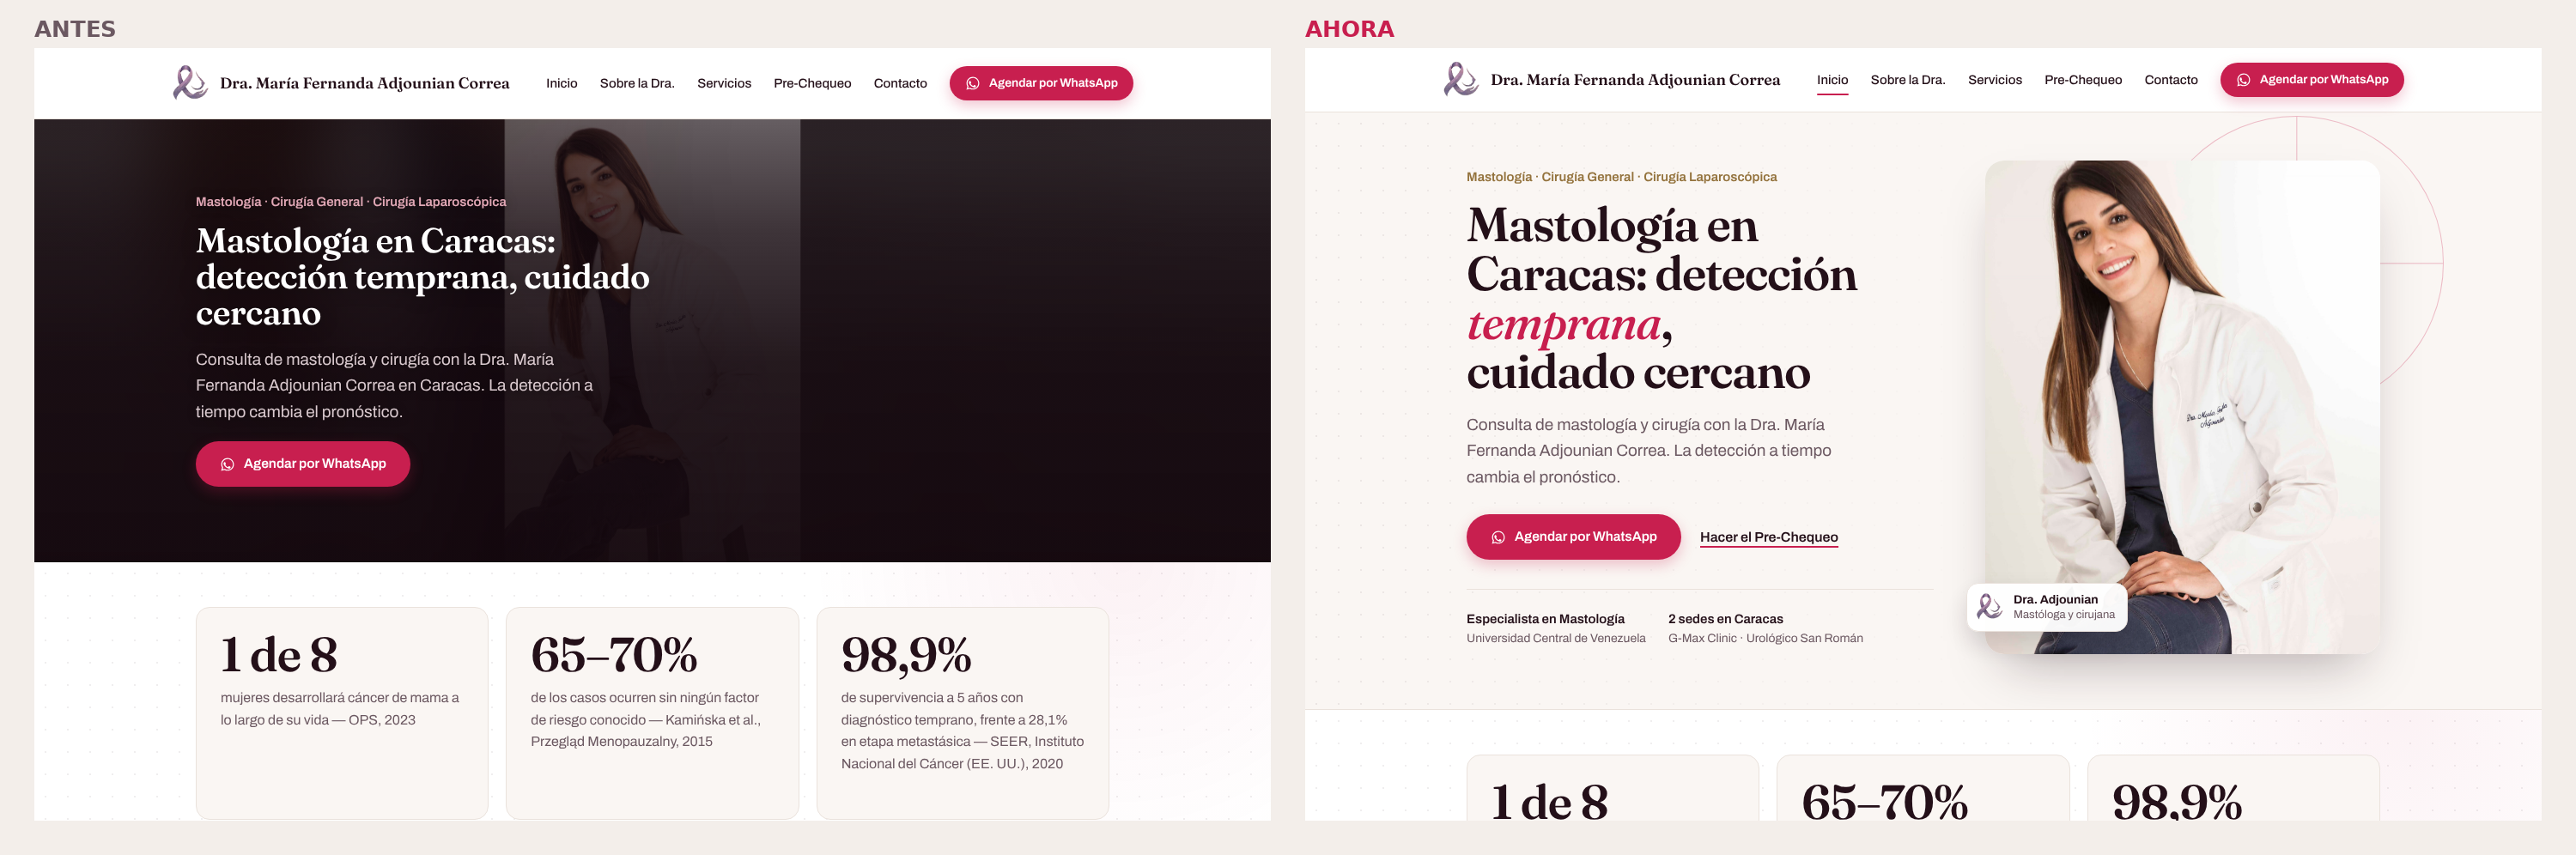 ANTES
Dra. María Fernanda Adjounian Correa
Inicio
Sobre la Dra.
Servicios
Pre-Chequeo
Contacto
Agendar por WhatsApp
Mastología · Cirugía General · Cirugía Laparoscópica
Mastología en Caracas:
detección temprana, cuidado
cercano
Consulta de mastología y cirugía con la Dra. María
Fernanda Adjounian Correa en Caracas. La detección a
tiempo cambia el pronóstico.
Agendar por WhatsApp
1 de 8
mujeres desarrollará cáncer de mama a
lo largo de su vida — OPS, 2023
65–70%
de los casos ocurren sin ningún factor
de riesgo conocido — Kamińska et al.,
Przegląd Menopauzalny, 2015
98,9%
de supervivencia a 5 años con
diagnóstico temprano, frente a 28,1%
en etapa metastásica — SEER, Instituto
Nacional del Cáncer (EE. UU.), 2020
AHORA
Dra. María Fernanda Adjounian Correa
Inicio
Sobre la Dra.
Servicios
Pre-Chequeo
Contacto
Agendar por WhatsApp
Mastología · Cirugía General · Cirugía Laparoscópica
Mastología en
Caracas: detección
temprana,
cuidado cercano
Consulta de mastología y cirugía con la Dra. María
Fernanda Adjounian Correa. La detección a tiempo
cambia el pronóstico.
Agendar por WhatsApp
Hacer el Pre-Chequeo
Especialista en Mastología
Universidad Central de Venezuela
2 sedes en Caracas
G-Max Clinic · Urológico San Román
Dra. Adjounian
Mastóloga y cirujana
1 de 8
65–70%
98,9%